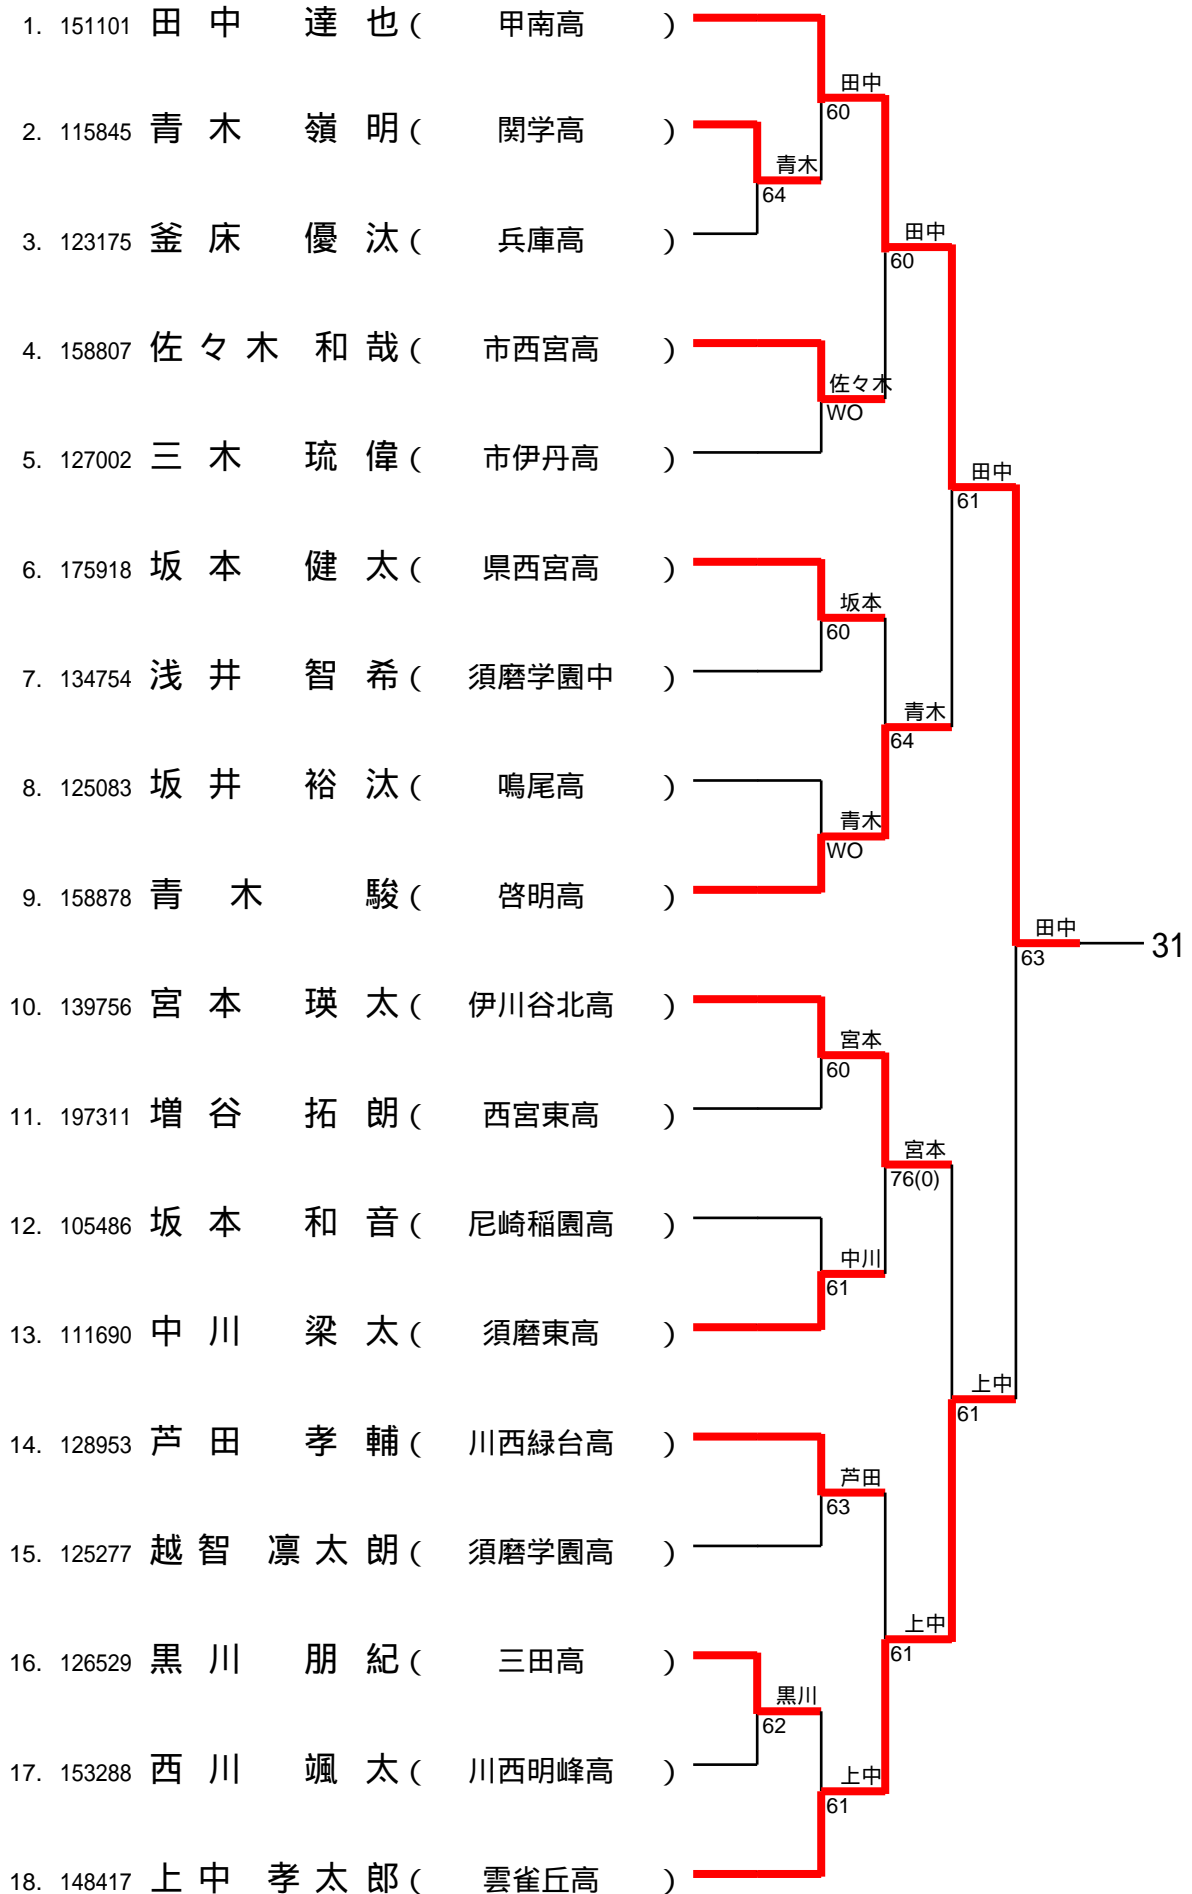 1. 151101 田中 達也 ( 甲南高 )
田中
60
2. 115845 青木 嶺明 ( 関学高 )
青木
64
3. 123175 釜床 優汰 ( 兵庫高 )
田中
60
4. 158807 佐々木 和哉 ( 市西宮高 )
佐々木
WO
5. 127002 三木 琉偉 ( 市伊丹高 )
田中
61
6. 175918 坂本 健太 ( 県西宮高 )
坂本
60
7. 134754 浅井 智希 ( 須磨学園中 )
青木
64
8. 125083 坂井 裕汰 ( 鳴尾高 )
青木
WO
9. 158878 青木 駿 ( 啓明高 )
田中
63
31
10. 139756 宮本 瑛太 ( 伊川谷北高 )
宮本
60
11. 197311 増谷 拓朗 ( 西宮東高 )
宮本
76(0)
12. 105486 坂本 和音 ( 尼崎稲園高 )
中川
61
13. 111690 中川 梁太 ( 須磨東高 )
上中
61
14. 128953 芦田 孝輔 ( 川西緑台高 )
芦田
63
15. 125277 越智 凛太朗 ( 須磨学園高 )
上中
61
16. 126529 黒川 朋紀 ( 三田高 )
黒川
62
17. 153288 西川 颯太 ( 川西明峰高 )
上中
61
18. 148417 上中 孝太郎 ( 雲雀丘高 )